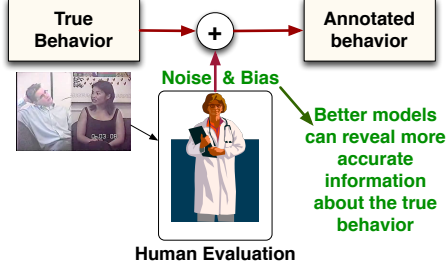 True
Behavior
+
Annotated
behavior
Noise & Bias
Better models
can reveal more
accurate
information
about the true
behavior
Human Evaluation